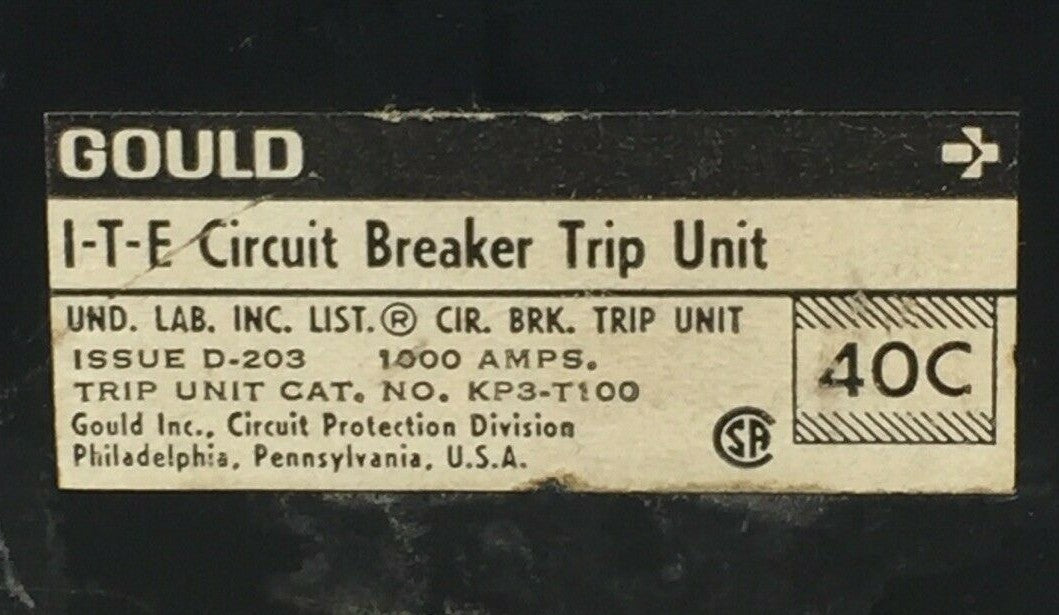 GOULD
I-T-E Circuit Breaker Trip Unit
UND. LAB. INC. LIST.® CIR. BRK. TRIP UNIT
ISSUE D-203 1000 AMPS.
TRIP UNIT CAT. NO. KP3-T100
Gould Inc., Circuit Protection Division
Philadelphia, Pennsylvania, U.S.A.
SA
40C